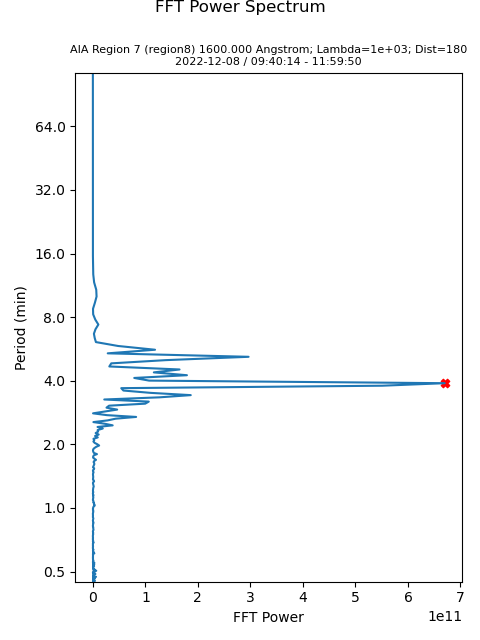 FFT Power Spectrum
AIA Region 7 (region8) 1600.000 Angstrom; Lambda=1e+03; Dist=180
2022-12-08 / 09:40:14 - 11:59:50
64.0
32.0
16.0
8.0
4.0
2.0
1.0
0.5
Period (min)
0 1 2 3 4 5 6 7
1e11
FFT Power